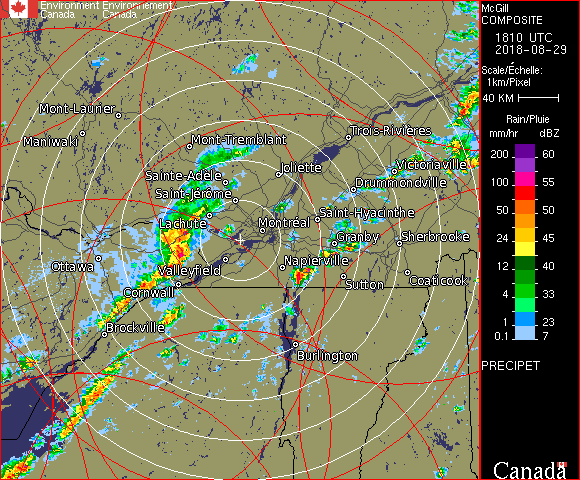 Environment Environnement
Canada Canada
McGill
COMPOSITE
1810 UTC
2018-08-29
Scale/Échelle:
1km/Pixel
40 KM
Rain/Pluie
mm/hr dBZ
200 60
100 55
50 50
24 45
12 40
4 33
1 23
0.1 7
PRECIPET
Canada
Mont-Laurier
Maniwaki
Mont-Tremblant
Trois-Rivières
Joliette
Victoriaville
Sainte-Adèle
Drummondville
Saint-Jérôme
Saint-Hyacinthe
Lachute
Montréal
Granby
Sherbrooke
Ottawa
Valleyfield
Napierville
Sutton
Coaticook
Cornwall
Brockville
Burlington